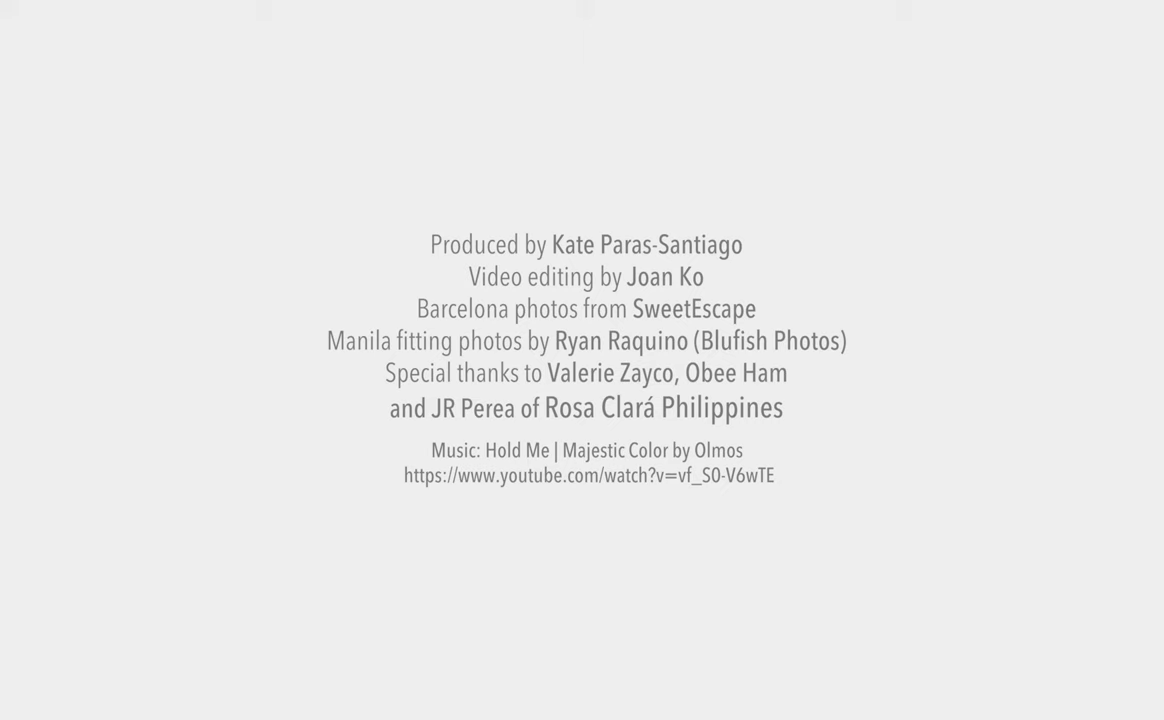 Produced by Kate Paras-Santiago
Video editing by Joan Ko
Barcelona photos from SweetEscape
Manila fitting photos by Ryan Raquino (Blufish Photos)
Special thanks to Valerie Zayco, Obee Ham
and JR Perea of Rosa Clará Philippines
Music: Hold Me | Majestic Color by Olmos
https://www.youtube.com/watch?v=vf_S0-V6wTE